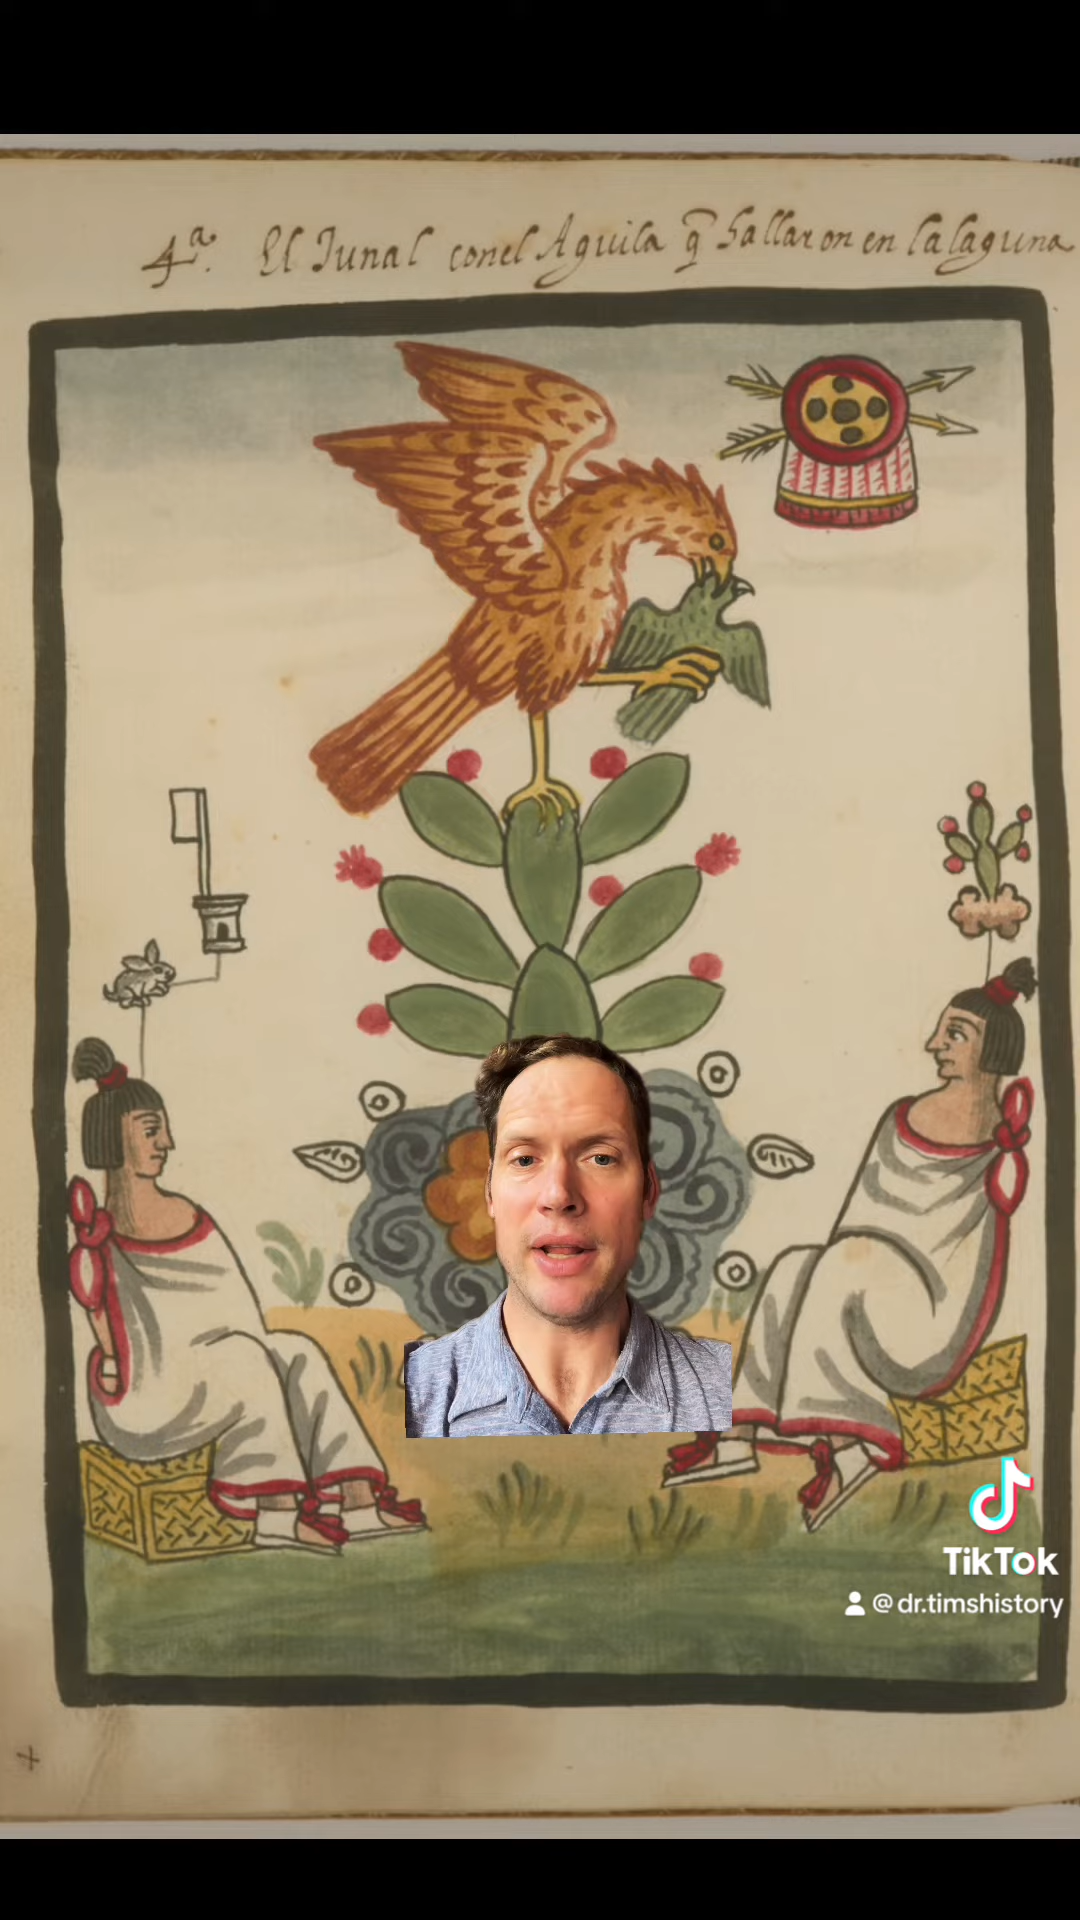 4ª. El Tunal con el Aguila q̃ hallaron en la laguna
TikTok
@dr.timshistory